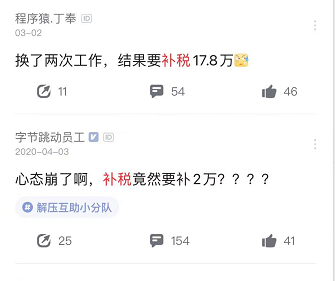 程序猿.丁奉 ID
03-02
换了两次工作，结果要补税17.8万
11 54 46
字节跳动员工 ID
2020-04-03
心态崩了啊，补税竟然要补2万？？？？
# 解压互助小分队
25 154 41